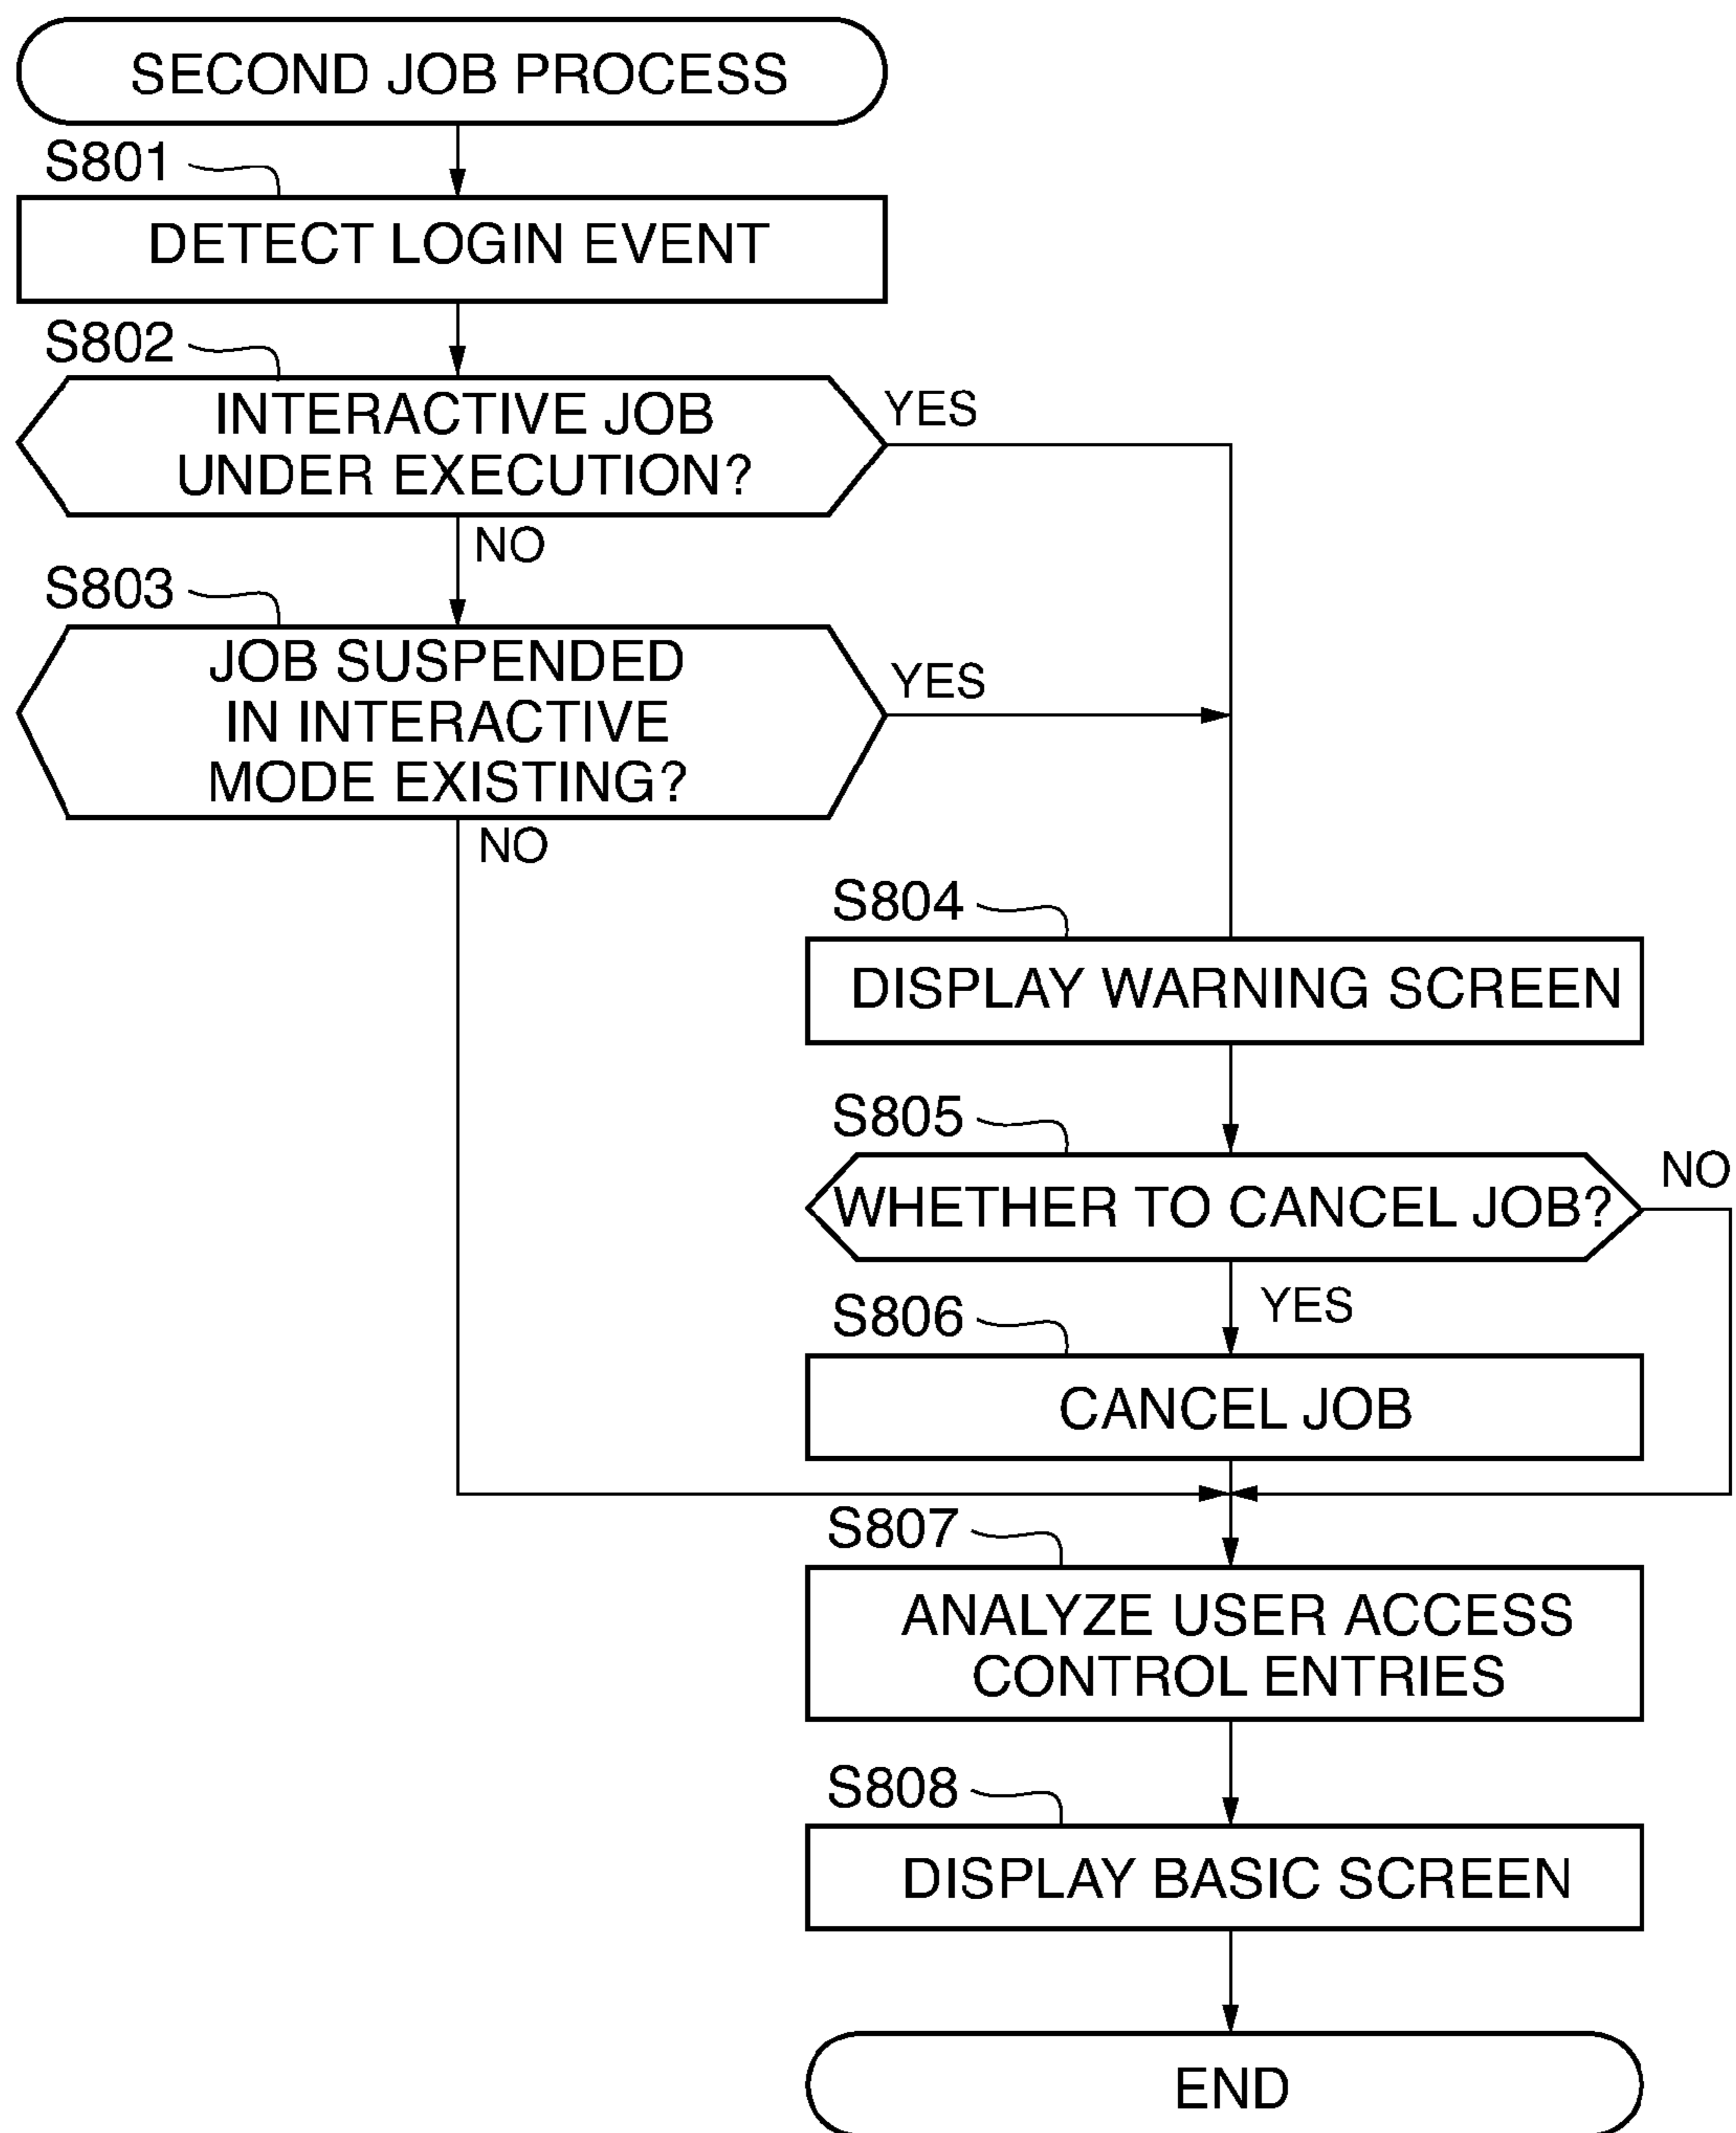 SECOND JOB PROCESS
S801
DETECT LOGIN EVENT
S802
INTERACTIVE JOB
UNDER EXECUTION?
YES
NO
S803
JOB SUSPENDED
IN INTERACTIVE
MODE EXISTING?
YES
NO
S804
DISPLAY WARNING SCREEN
S805
WHETHER TO CANCEL JOB?
NO
YES
S806
CANCEL JOB
S807
ANALYZE USER ACCESS
CONTROL ENTRIES
S808
DISPLAY BASIC SCREEN
END